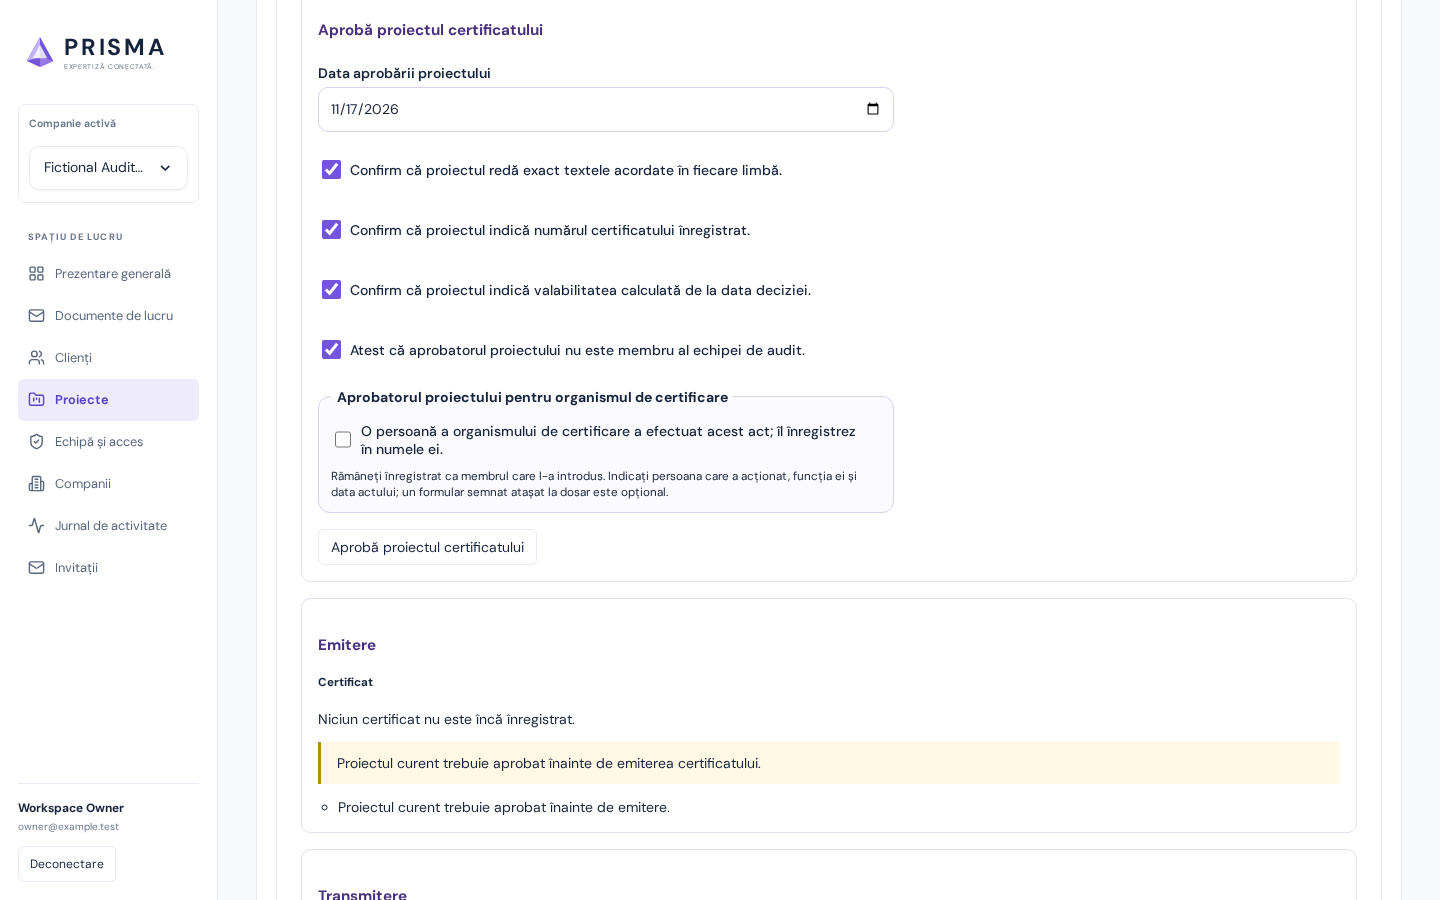 PRISMA
EXPERTIZĂ CONECTATĂ.
Companie activă
Fictional Audit...
SPAȚIU DE LUCRU
Prezentare generală
Documente de lucru
Clienți
Proiecte
Echipă și acces
Companii
Jurnal de activitate
Invitații
Workspace Owner
owner@example.test
Deconectare
Aprobă proiectul certificatului
Data aprobării proiectului
11/17/2026
Confirm că proiectul redă exact textele acordate în fiecare limbă.
Confirm că proiectul indică numărul certificatului înregistrat.
Confirm că proiectul indică valabilitatea calculată de la data deciziei.
Atest că aprobatorul proiectului nu este membru al echipei de audit.
Aprobatorul proiectului pentru organismul de certificare
O persoană a organismului de certificare a efectuat acest act; îl înregistrez
în numele ei.
Rămâneți înregistrat ca membrul care l-a introdus. Indicați persoana care a acționat, funcția ei și
data actului; un formular semnat atașat la dosar este opțional.
Aprobă proiectul certificatului
Emitere
Certificat
Niciun certificat nu este încă înregistrat.
Proiectul curent trebuie aprobat înainte de emiterea certificatului.
Proiectul curent trebuie aprobat înainte de emitere.
Transmitere